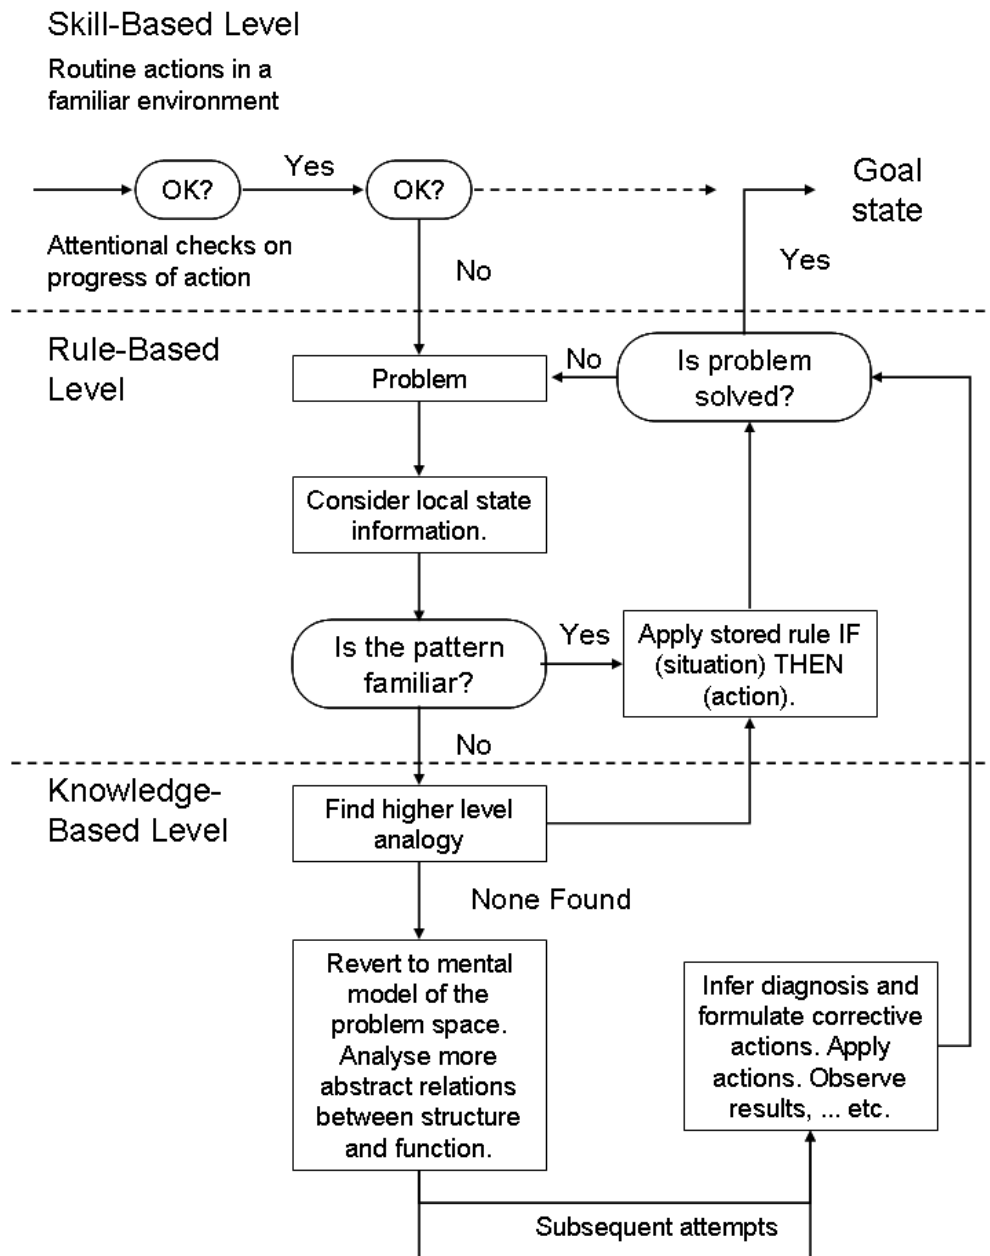 Skill-Based Level
Routine actions in a
familiar environment
OK?
Yes
OK?
Goal
state
Attentional checks on
progress of action
No
Yes
Rule-Based
Level
Problem
No
Is problem
solved?
Consider local state
information.
Is the pattern
familiar?
Yes
Apply stored rule IF
(situation) THEN
(action).
No
Knowledge-
Based Level
Find higher level
analogy
None Found
Revert to mental
model of the
problem space.
Analyse more
abstract relations
between structure
and function.
Infer diagnosis and
formulate corrective
actions. Apply
actions. Observe
results, ... etc.
Subsequent attempts